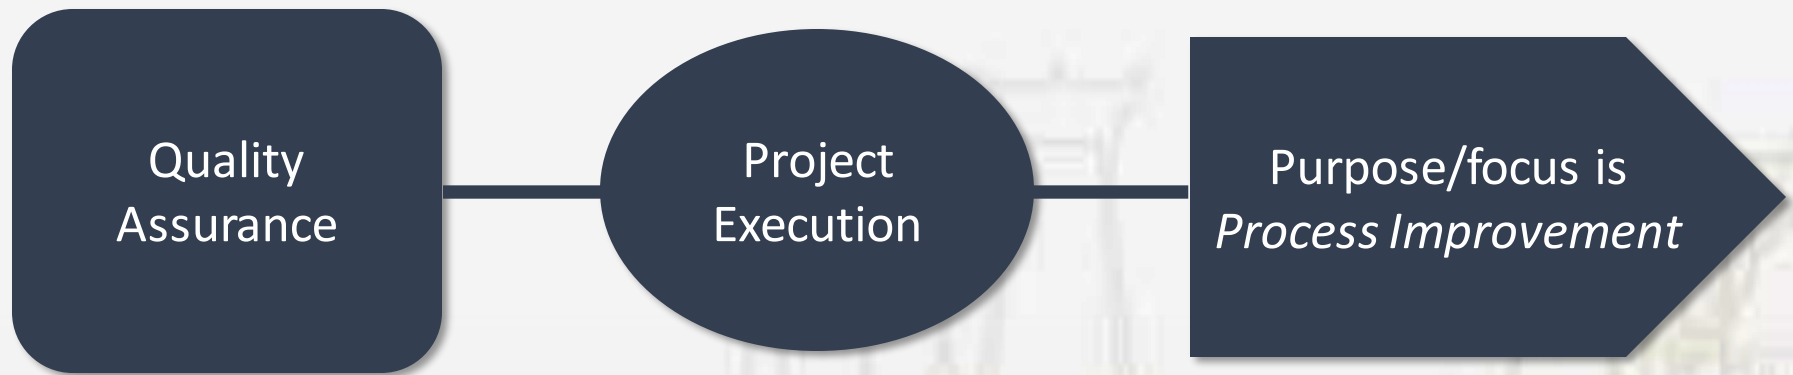 Quality
Assurance
Project
Execution
Purpose/focus is
Process Improvement